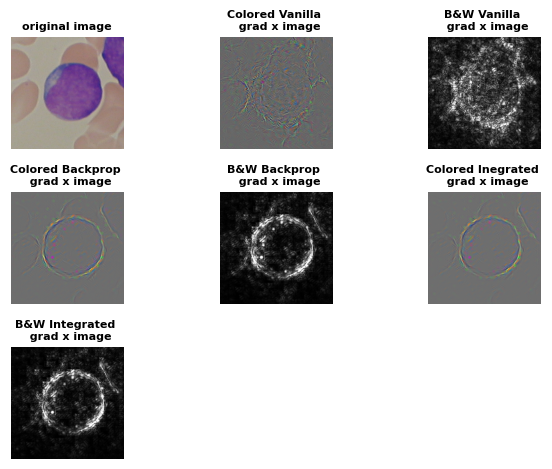 original image
Colored Vanilla
grad x image
B&W Vanilla
grad x image
Colored Backprop
grad x image
B&W Backprop
grad x image
Colored Inegrated
grad x image
B&W Integrated
grad x image